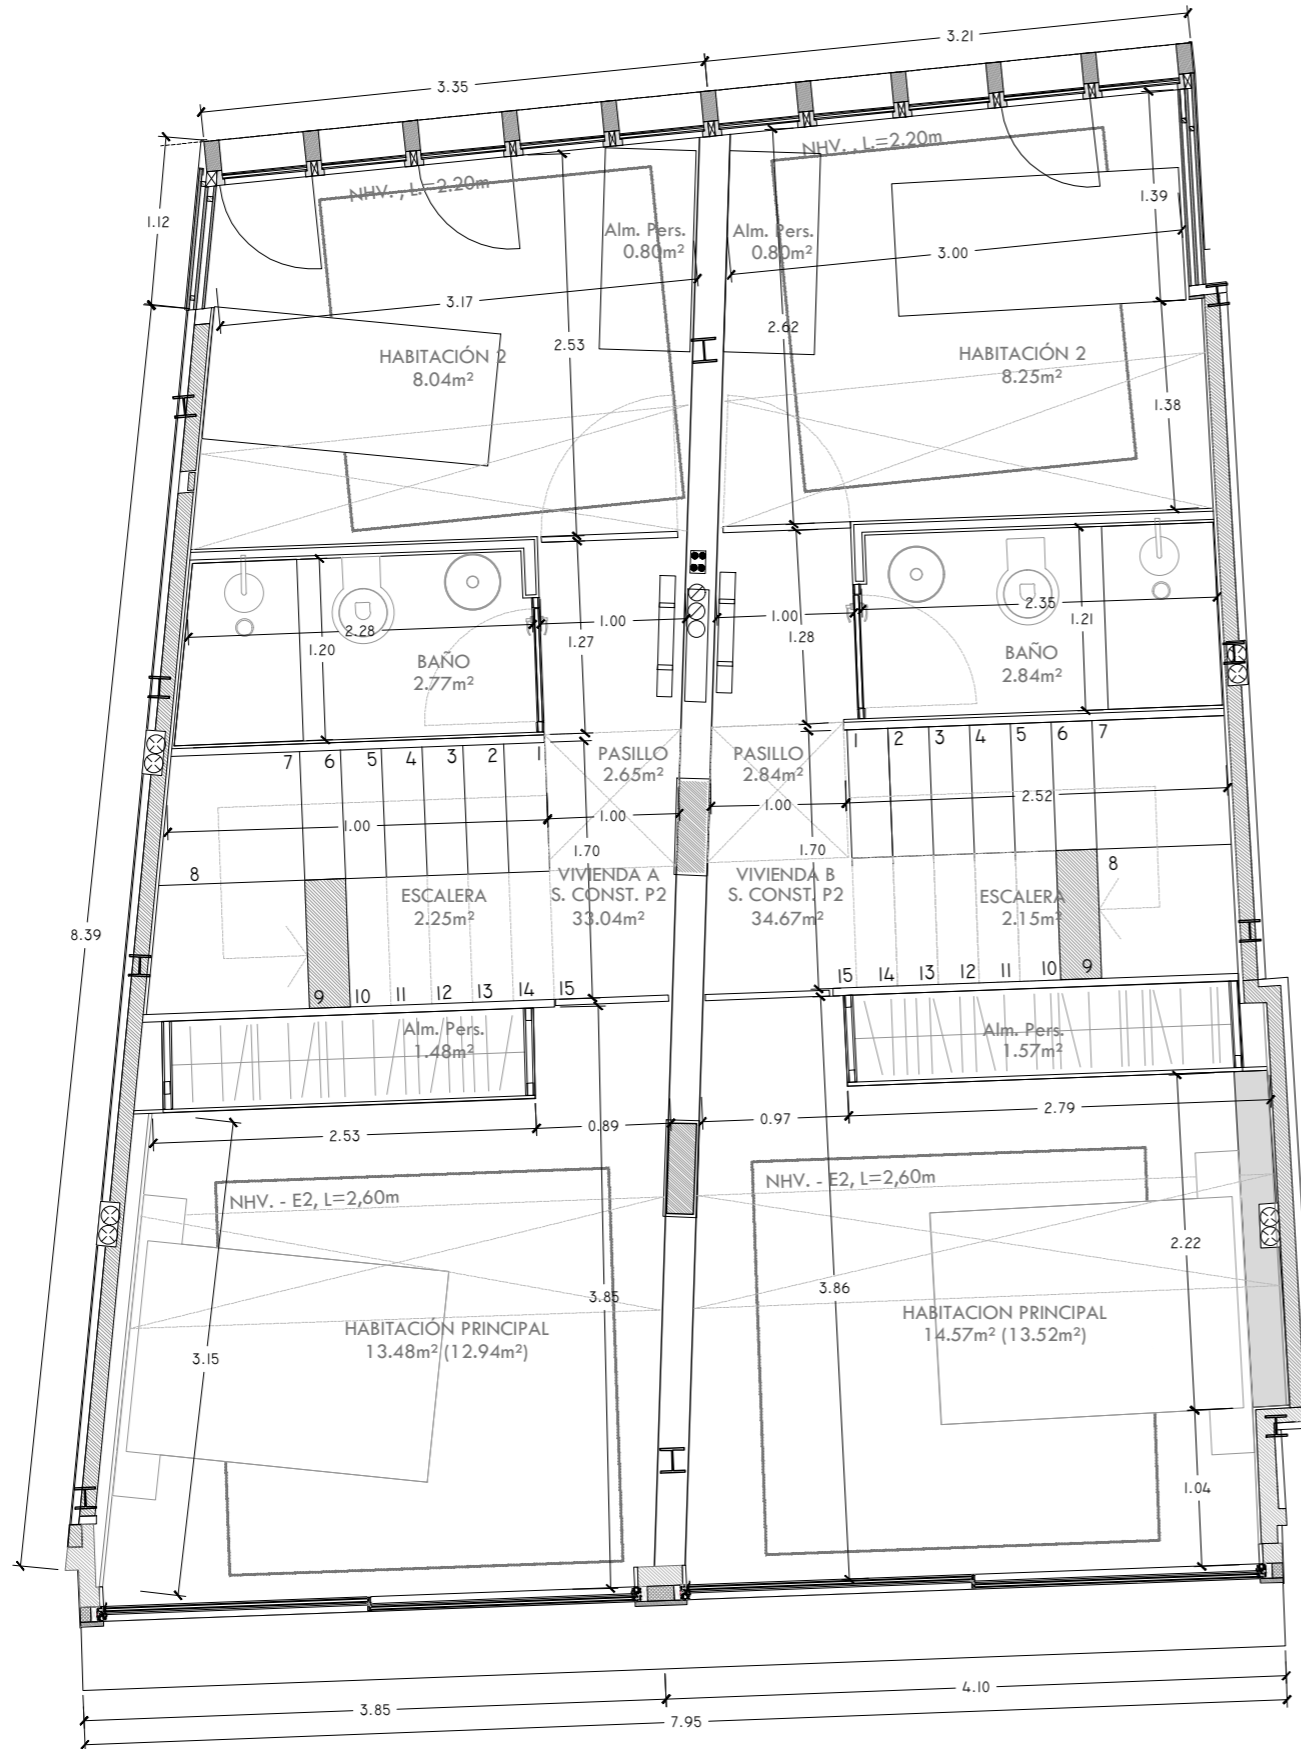 3.21
3.35
NHV. , L.=2.20m
NHV. , L.=2.20m
1.12
1.39
Alm. Pers.
0.80m²
Alm. Pers.
0.80m²
3.00
3.17
2.53
2.62
HABITACIÓN 2
8.04m²
HABITACIÓN 2
8.25m²
1.38
2.28
1.20
1.00
1.27
1.00
1.28
2.35
1.21
BAÑO
2.77m²
BAÑO
2.84m²
7 6 5 4 3 2 1
1 2 3 4 5 6 7
PASILLO
2.65m²
PASILLO
2.84m²
1.00
1.00
1.70
1.00
1.70
2.52
8
8
ESCALERA
2.25m²
VIVIENDA A
S. CONST. P2
33.04m²
VIVIENDA B
S. CONST. P2
34.67m²
ESCALERA
2.15m²
8.39
9 10 11 12 13 14 15
15 14 13 12 11 10 9
Alm. Pers.
1.48m²
Alm. Pers.
1.57m²
2.53
0.89
0.97
2.79
NHV. - E2, L=2,60m
NHV. - E2, L=2,60m
2.22
3.85
3.86
HABITACIÓN PRINCIPAL
13.48m² (12.94m²)
HABITACION PRINCIPAL
14.57m² (13.52m²)
3.15
1.04
3.85
4.10
7.95